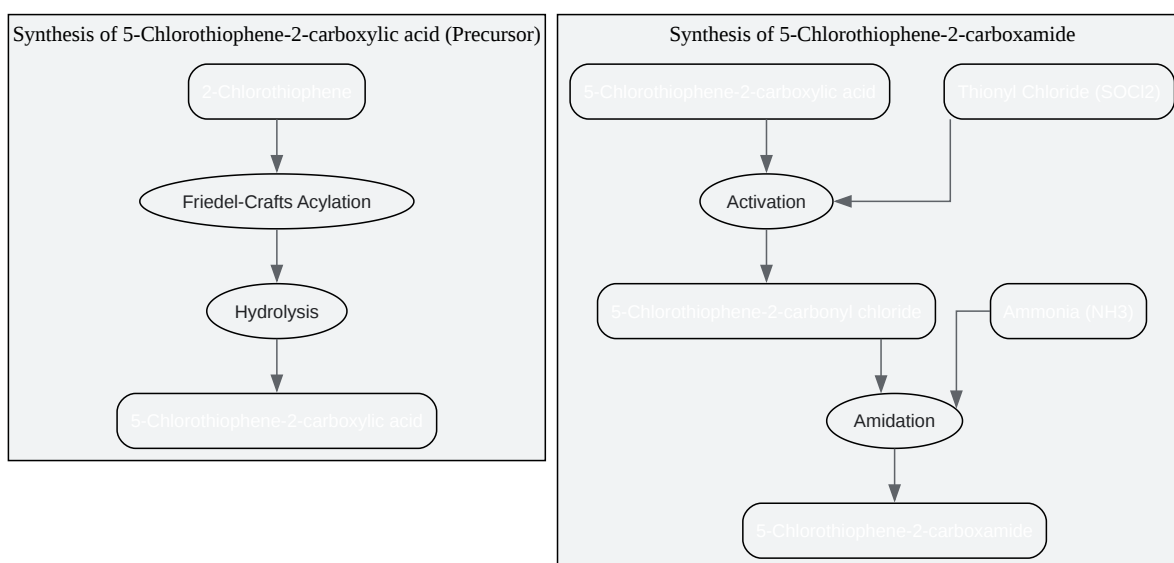 Synthesis of 5-Chlorothiophene-2-carboxylic acid (Precursor)
2-Chlorothiophene
Friedel-Crafts Acylation
Hydrolysis
5-Chlorothiophene-2-carboxylic acid
Synthesis of 5-Chlorothiophene-2-carboxamide
5-Chlorothiophene-2-carboxylic acid
Thionyl Chloride (SOCl2)
Activation
5-Chlorothiophene-2-carbonyl chloride
Ammonia (NH3)
Amidation
5-Chlorothiophene-2-carboxamide